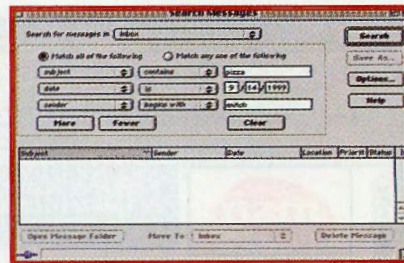 Search Messages
Search for messages in Inbox Search
Match all of the following Match any one of the following Save As...
subject contains pizza
date is 9/14/1999 Options...
sender begins with mitch Help
More Fewer Clear
Subject Sender Date Location Priority Status
Open Message Folder Move To Inbox Delete Message